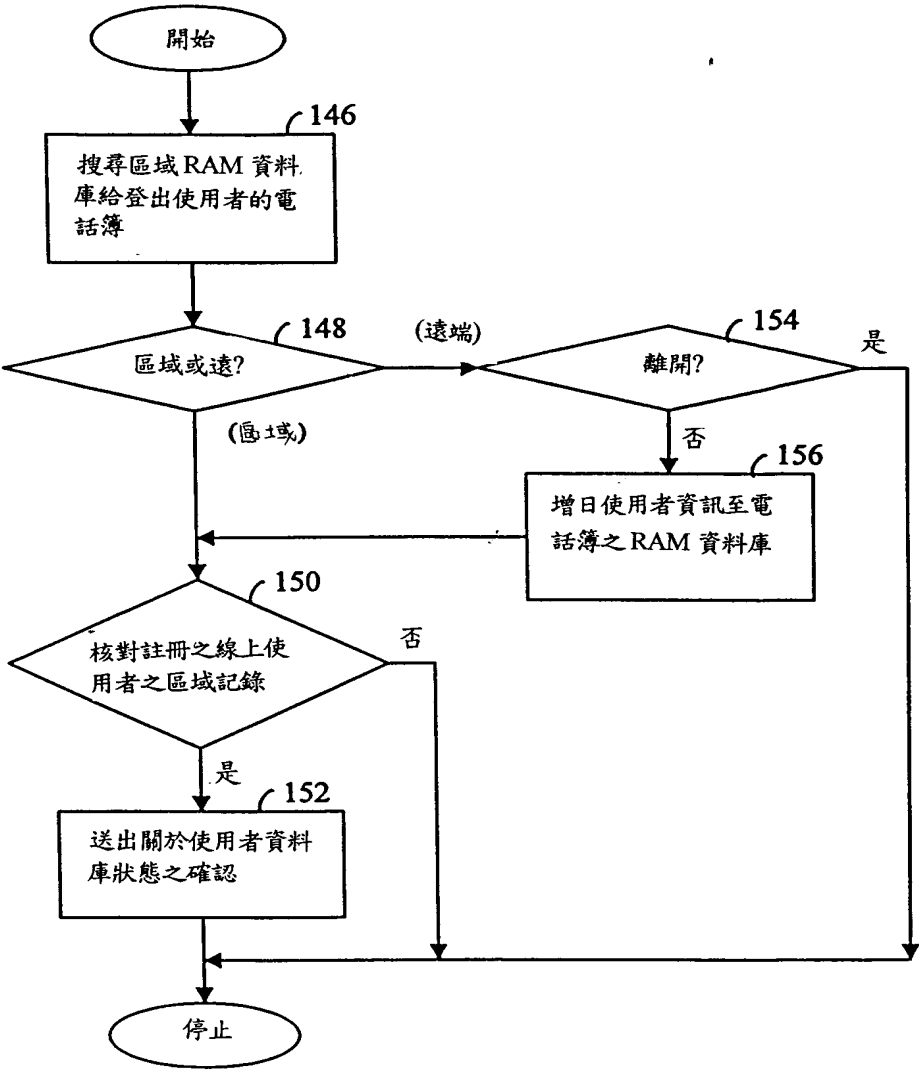 開始
146
搜尋區域 RAM 資料
庫給登出使用者的電
話簿
148
區域或遠?
(遠端)
154
離開?
是
(區域)
否
156
增日使用者資訊至電
話簿之 RAM 資料庫
150
核對註冊之線上使
用者之區域記錄
否
是
152
送出關於使用者資料
庫狀態之確認
停止